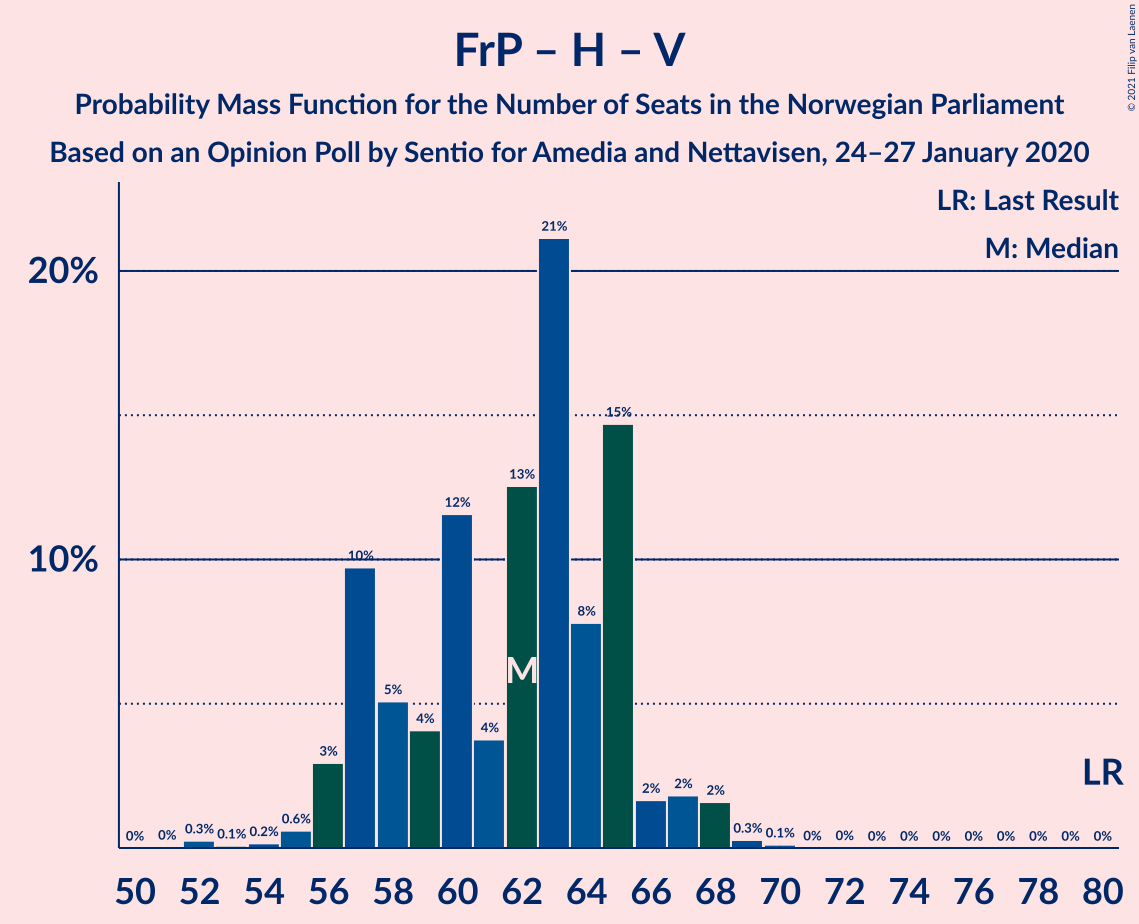 FrP – H – V
Probability Mass Function for the Number of Seats in the Norwegian Parliament
Based on an Opinion Poll by Sentio for Amedia and Nettavisen, 24–27 January 2020
© 2021 Filip van Laenen
LR: Last Result
M: Median
20%
10%
0% 0% 0.3% 0.1% 0.2% 0.6% 3% 10% 5% 4% 12% 4% 13% 21% 8% 15% 2% 2% 2% 0.3% 0.1% 0% 0% 0% 0% 0% 0% 0% 0% 0% 0%
M
LR
50 52 54 56 58 60 62 64 66 68 70 72 74 76 78 80